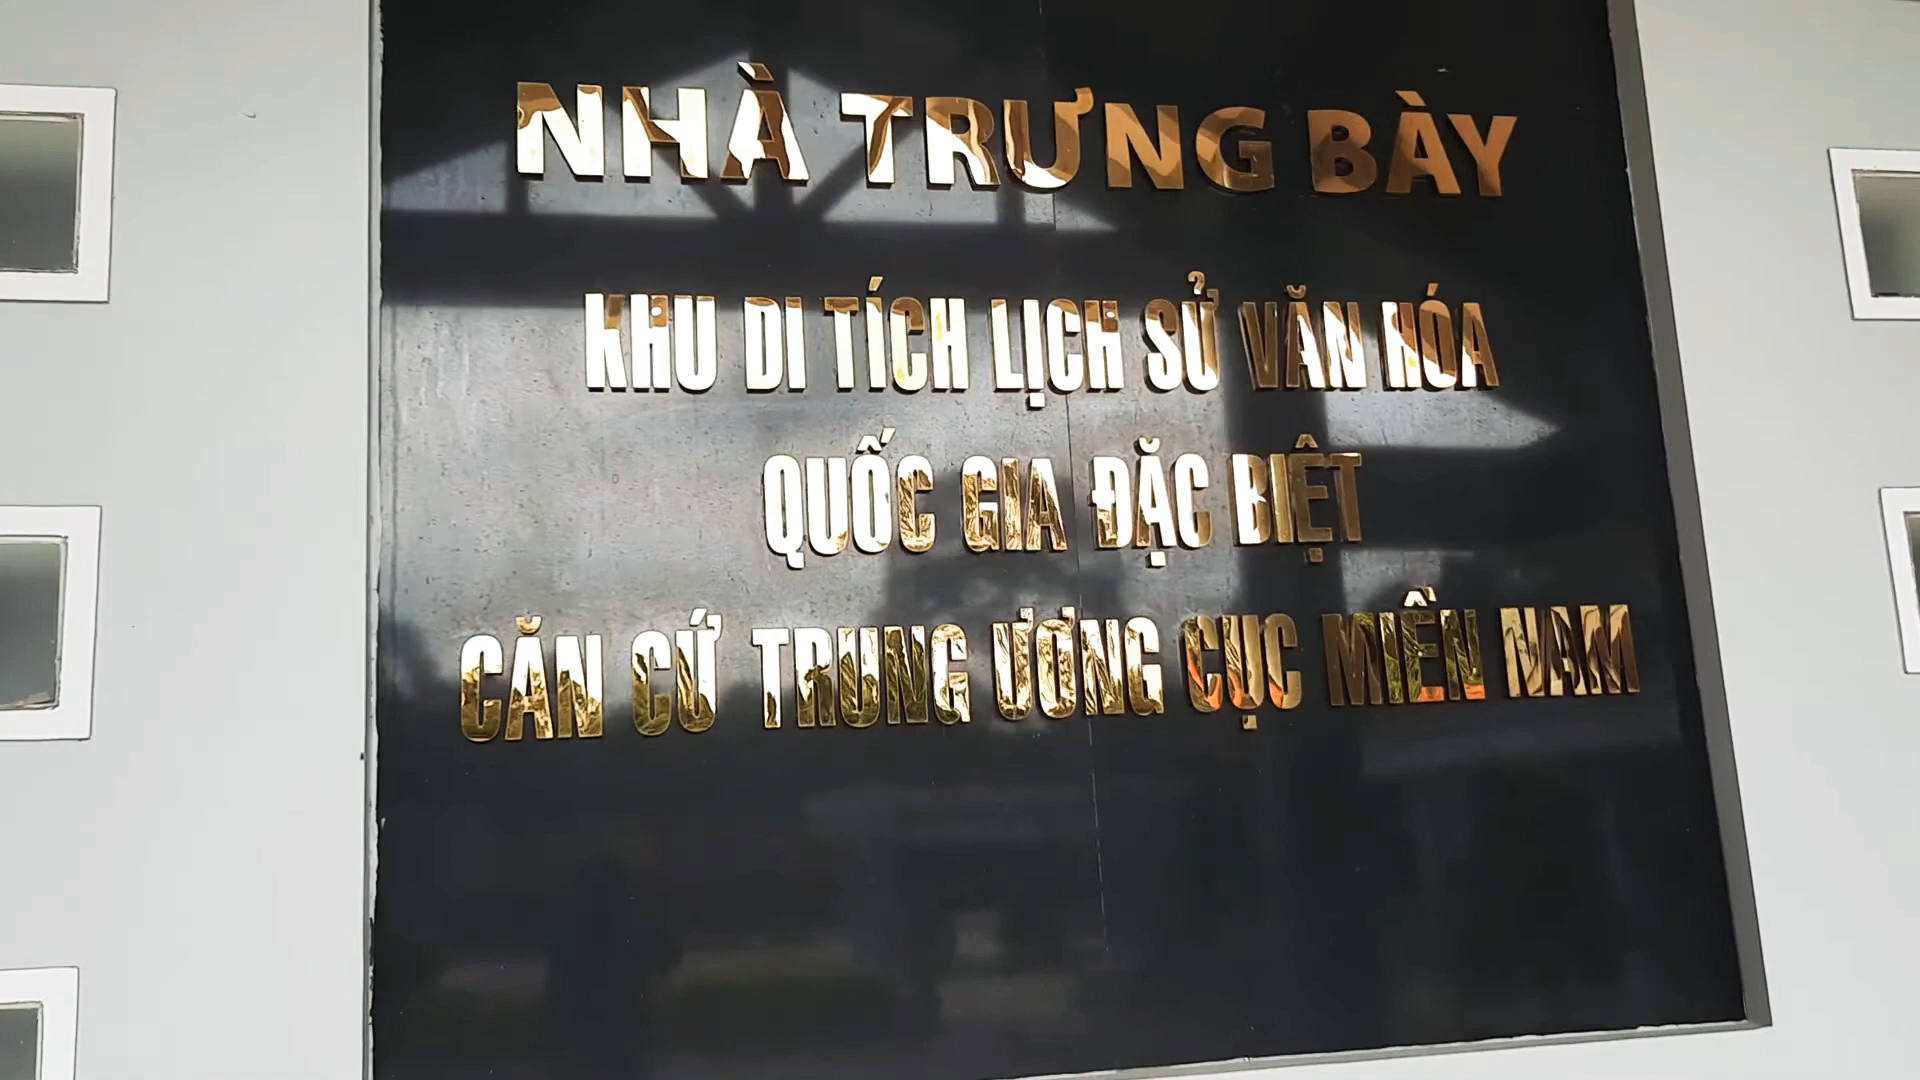 NHÀ TRƯNG BÀY
KHU DI TÍCH LỊCH SỬ VĂN HÓA
QUỐC GIA ĐẶC BIỆT
CĂN CỨ TRUNG ƯƠNG CỤC MIỀN NAM